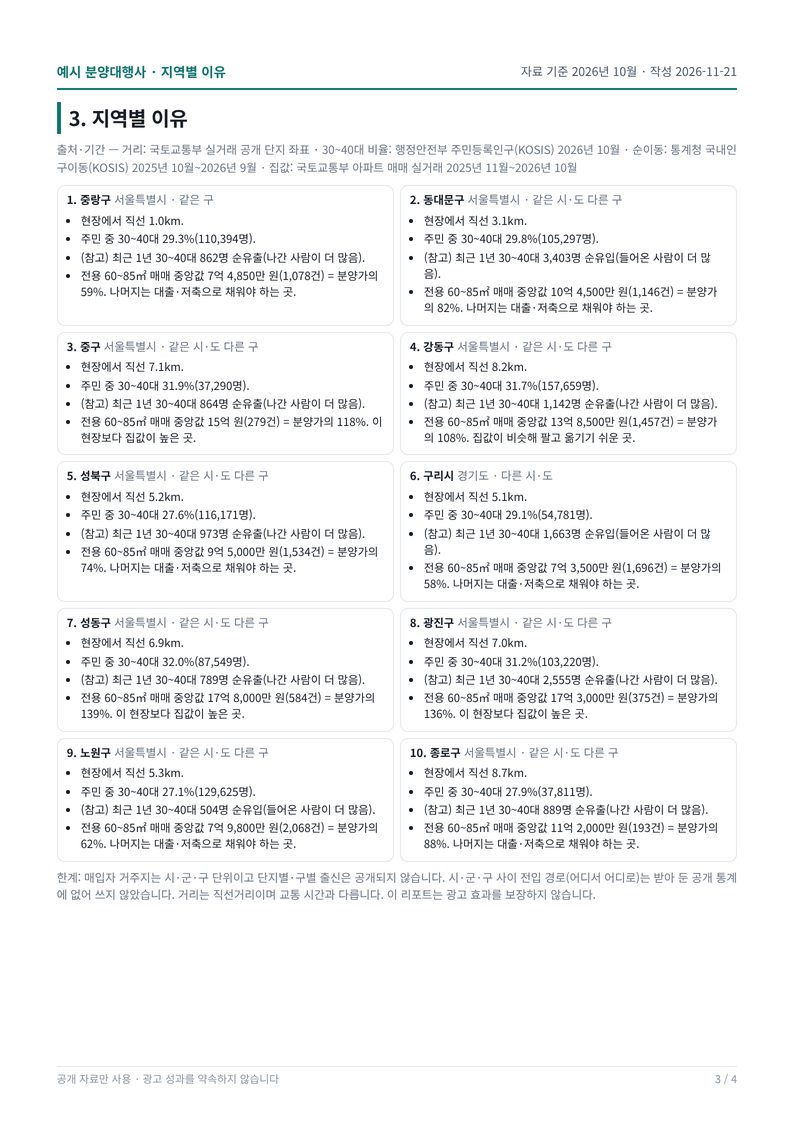 예시 분양대행사 · 지역별 이유
자료 기준 2026년 10월 · 작성 2026-11-21
3. 지역별 이유
출처·기간 — 거리: 국토교통부 실거래 공개 단지 좌표 · 30~40대 비율: 행정안전부 주민등록인구(KOSIS) 2026년 10월 · 순이동: 통계청 국내인
구이동(KOSIS) 2025년 10월~2026년 9월 · 집값: 국토교통부 아파트 매매 실거래 2025년 11월~2026년 10월
1. 중랑구 서울특별시 · 같은 구
• 현장에서 직선 1.0km.
• 주민 중 30~40대 29.3%(110,394명).
• (참고) 최근 1년 30~40대 862명 순유출(나간 사람이 더 많음).
• 전용 60~85㎡ 매매 중앙값 7억 4,850만 원(1,078건) = 분양가의
59%. 나머지는 대출·저축으로 채워야 하는 곳.
2. 동대문구 서울특별시 · 같은 시·도 다른 구
• 현장에서 직선 3.1km.
• 주민 중 30~40대 29.8%(105,297명).
• (참고) 최근 1년 30~40대 3,403명 순유입(들어온 사람이 더 많
음).
• 전용 60~85㎡ 매매 중앙값 10억 4,500만 원(1,146건) = 분양가
의 82%. 나머지는 대출·저축으로 채워야 하는 곳.
3. 중구 서울특별시 · 같은 시·도 다른 구
• 현장에서 직선 7.1km.
• 주민 중 30~40대 31.9%(37,290명).
• (참고) 최근 1년 30~40대 864명 순유출(나간 사람이 더 많음).
• 전용 60~85㎡ 매매 중앙값 15억 원(279건) = 분양가의 118%. 이
현장보다 집값이 높은 곳.
4. 강동구 서울특별시 · 같은 시·도 다른 구
• 현장에서 직선 8.2km.
• 주민 중 30~40대 31.7%(157,659명).
• (참고) 최근 1년 30~40대 1,142명 순유출(나간 사람이 더 많음).
• 전용 60~85㎡ 매매 중앙값 13억 8,500만 원(1,457건) = 분양가
의 108%. 집값이 비슷해 팔고 옮기기 쉬운 곳.
5. 성북구 서울특별시 · 같은 시·도 다른 구
• 현장에서 직선 5.2km.
• 주민 중 30~40대 27.6%(116,171명).
• (참고) 최근 1년 30~40대 973명 순유출(나간 사람이 더 많음).
• 전용 60~85㎡ 매매 중앙값 9억 5,000만 원(1,534건) = 분양가의
74%. 나머지는 대출·저축으로 채워야 하는 곳.
6. 구리시 경기도 · 다른 시·도
• 현장에서 직선 5.1km.
• 주민 중 30~40대 29.1%(54,781명).
• (참고) 최근 1년 30~40대 1,663명 순유입(들어온 사람이 더 많
음).
• 전용 60~85㎡ 매매 중앙값 7억 3,500만 원(1,696건) = 분양가의
58%. 나머지는 대출·저축으로 채워야 하는 곳.
7. 성동구 서울특별시 · 같은 시·도 다른 구
• 현장에서 직선 6.9km.
• 주민 중 30~40대 32.0%(87,549명).
• (참고) 최근 1년 30~40대 789명 순유출(나간 사람이 더 많음).
• 전용 60~85㎡ 매매 중앙값 17억 8,000만 원(584건) = 분양가의
139%. 이 현장보다 집값이 높은 곳.
8. 광진구 서울특별시 · 같은 시·도 다른 구
• 현장에서 직선 7.0km.
• 주민 중 30~40대 31.2%(103,220명).
• (참고) 최근 1년 30~40대 2,555명 순유출(나간 사람이 더 많음).
• 전용 60~85㎡ 매매 중앙값 17억 3,000만 원(375건) = 분양가의
136%. 이 현장보다 집값이 높은 곳.
9. 노원구 서울특별시 · 같은 시·도 다른 구
• 현장에서 직선 5.3km.
• 주민 중 30~40대 27.1%(129,625명).
• (참고) 최근 1년 30~40대 504명 순유입(들어온 사람이 더 많음).
• 전용 60~85㎡ 매매 중앙값 7억 9,800만 원(2,068건) = 분양가의
62%. 나머지는 대출·저축으로 채워야 하는 곳.
10. 종로구 서울특별시 · 같은 시·도 다른 구
• 현장에서 직선 8.7km.
• 주민 중 30~40대 27.9%(37,811명).
• (참고) 최근 1년 30~40대 889명 순유출(나간 사람이 더 많음).
• 전용 60~85㎡ 매매 중앙값 11억 2,000만 원(193건) = 분양가의
88%. 나머지는 대출·저축으로 채워야 하는 곳.
한계: 매입자 거주지는 시·군·구 단위이고 단지별·구별 출신은 공개되지 않습니다. 시·군·구 사이 전입 경로(어디서 어디로)는 받아 둔 공개 통계
에 없어 쓰지 않았습니다. 거리는 직선거리이며 교통 시간과 다릅니다. 이 리포트는 광고 효과를 보장하지 않습니다.
공개 자료만 사용 · 광고 성과를 약속하지 않습니다
3 / 4